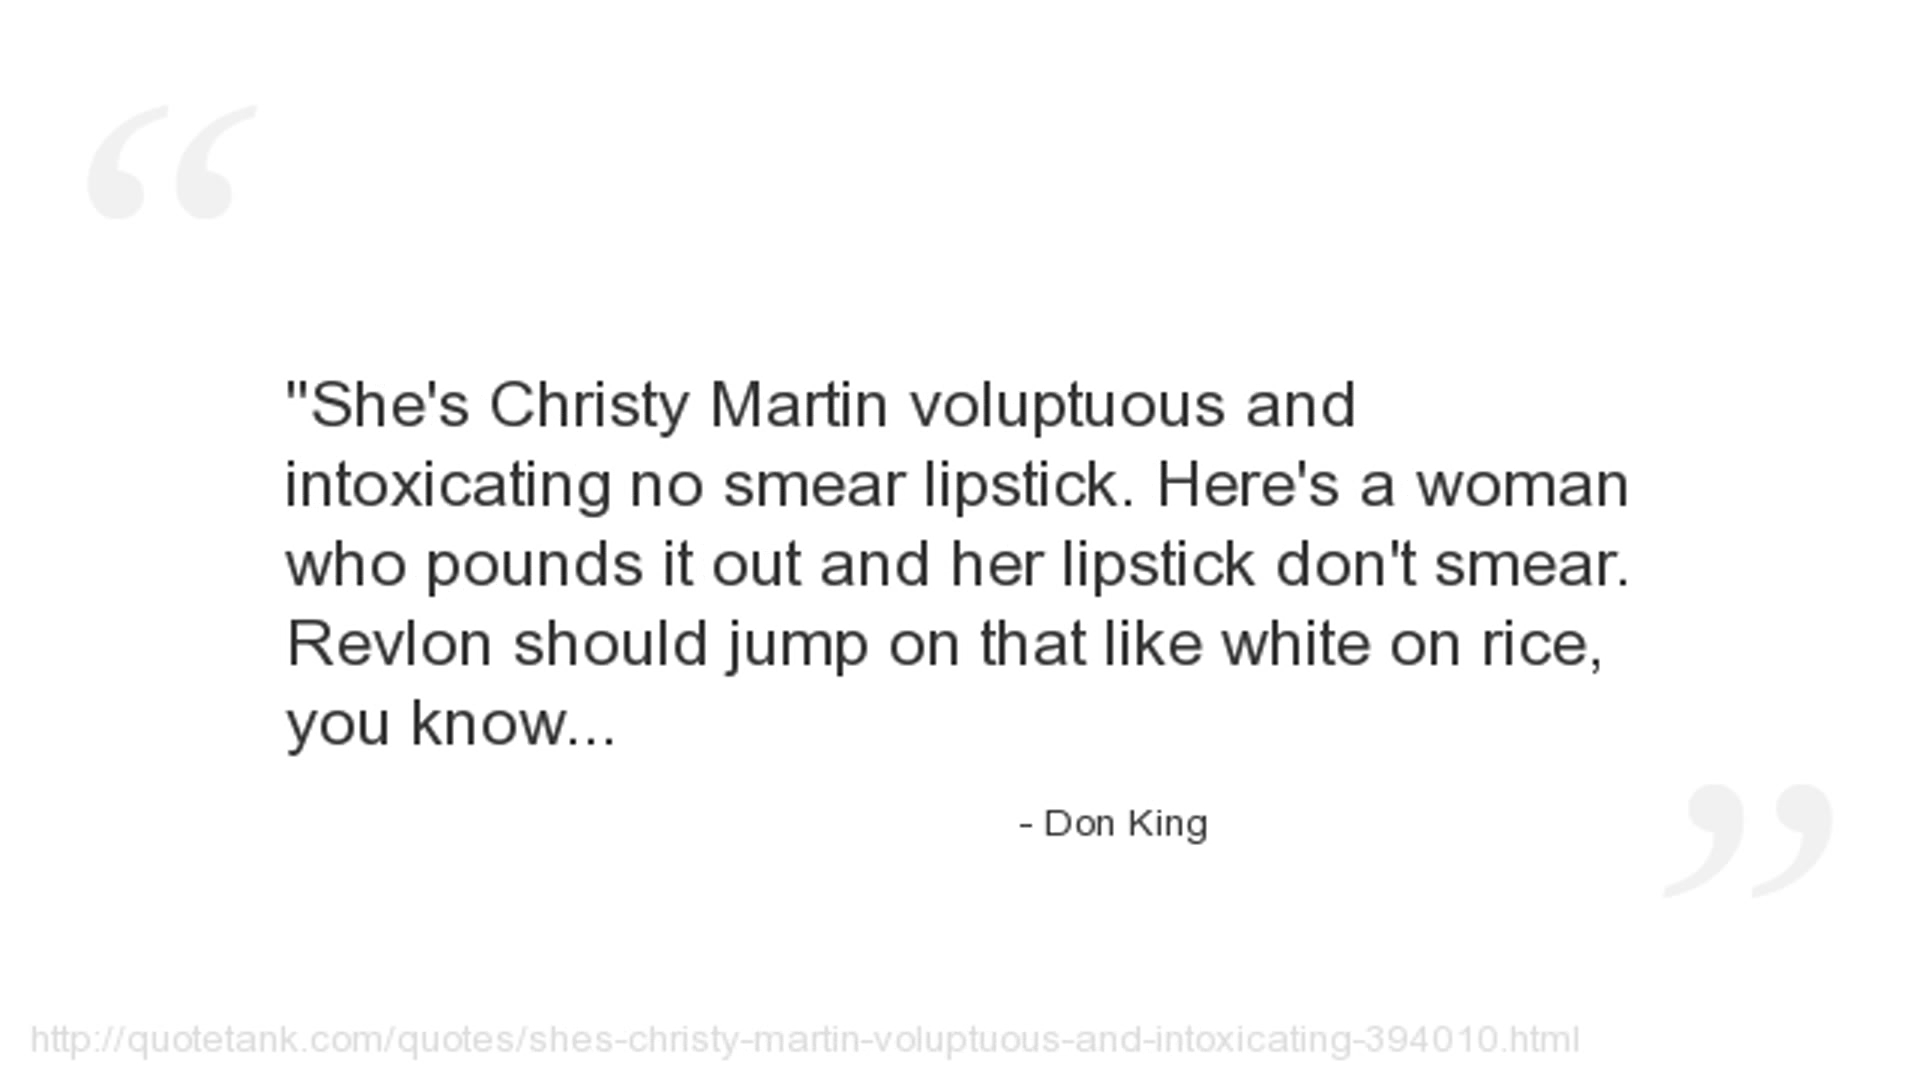 "She's Christy Martin voluptuous and
intoxicating no smear lipstick. Here's a woman
who pounds it out and her lipstick don't smear.
Revlon should jump on that like white on rice,
you know...
- Don King
http://quotetank.com/quotes/shes-christy-martin-voluptuous-and-intoxicating-394010.html